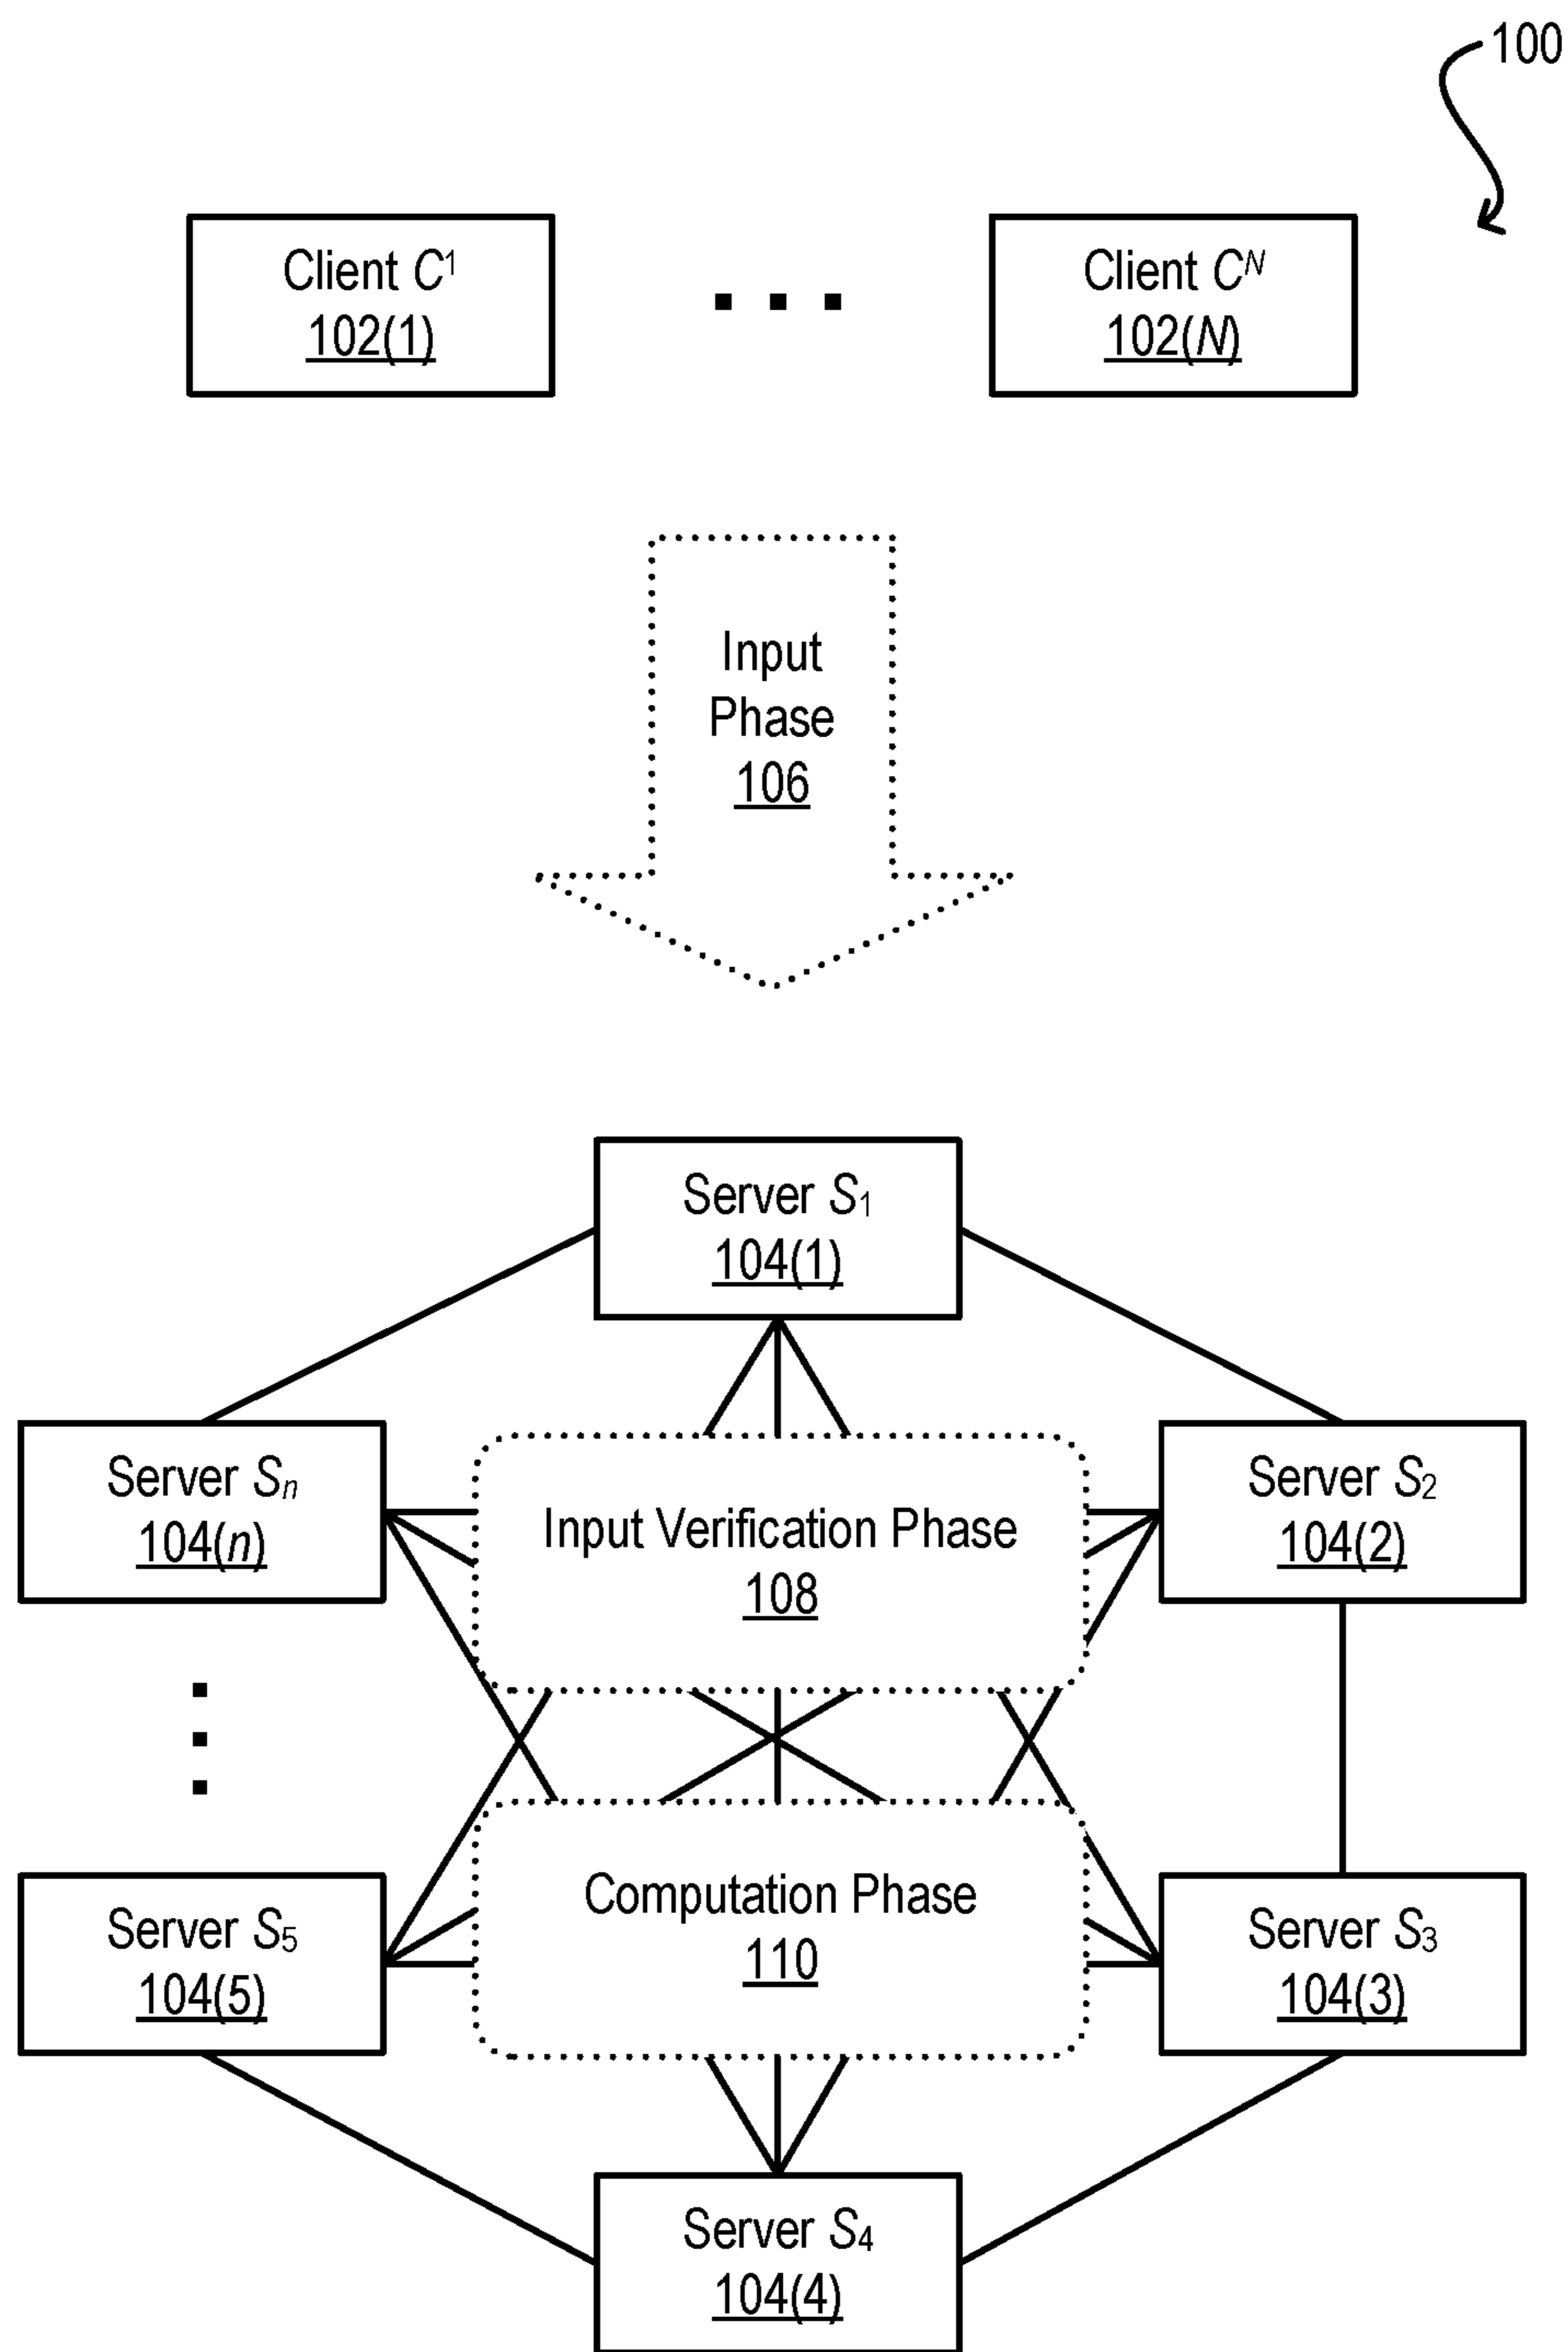 100
Client C¹
102(1)
Client Cᴺ
102(N)
Input
Phase
106
Server S₁
104(1)
Server Sₙ
104(n)
Server S₂
104(2)
Input Verification Phase
108
Computation Phase
110
Server S₅
104(5)
Server S₃
104(3)
Server S₄
104(4)